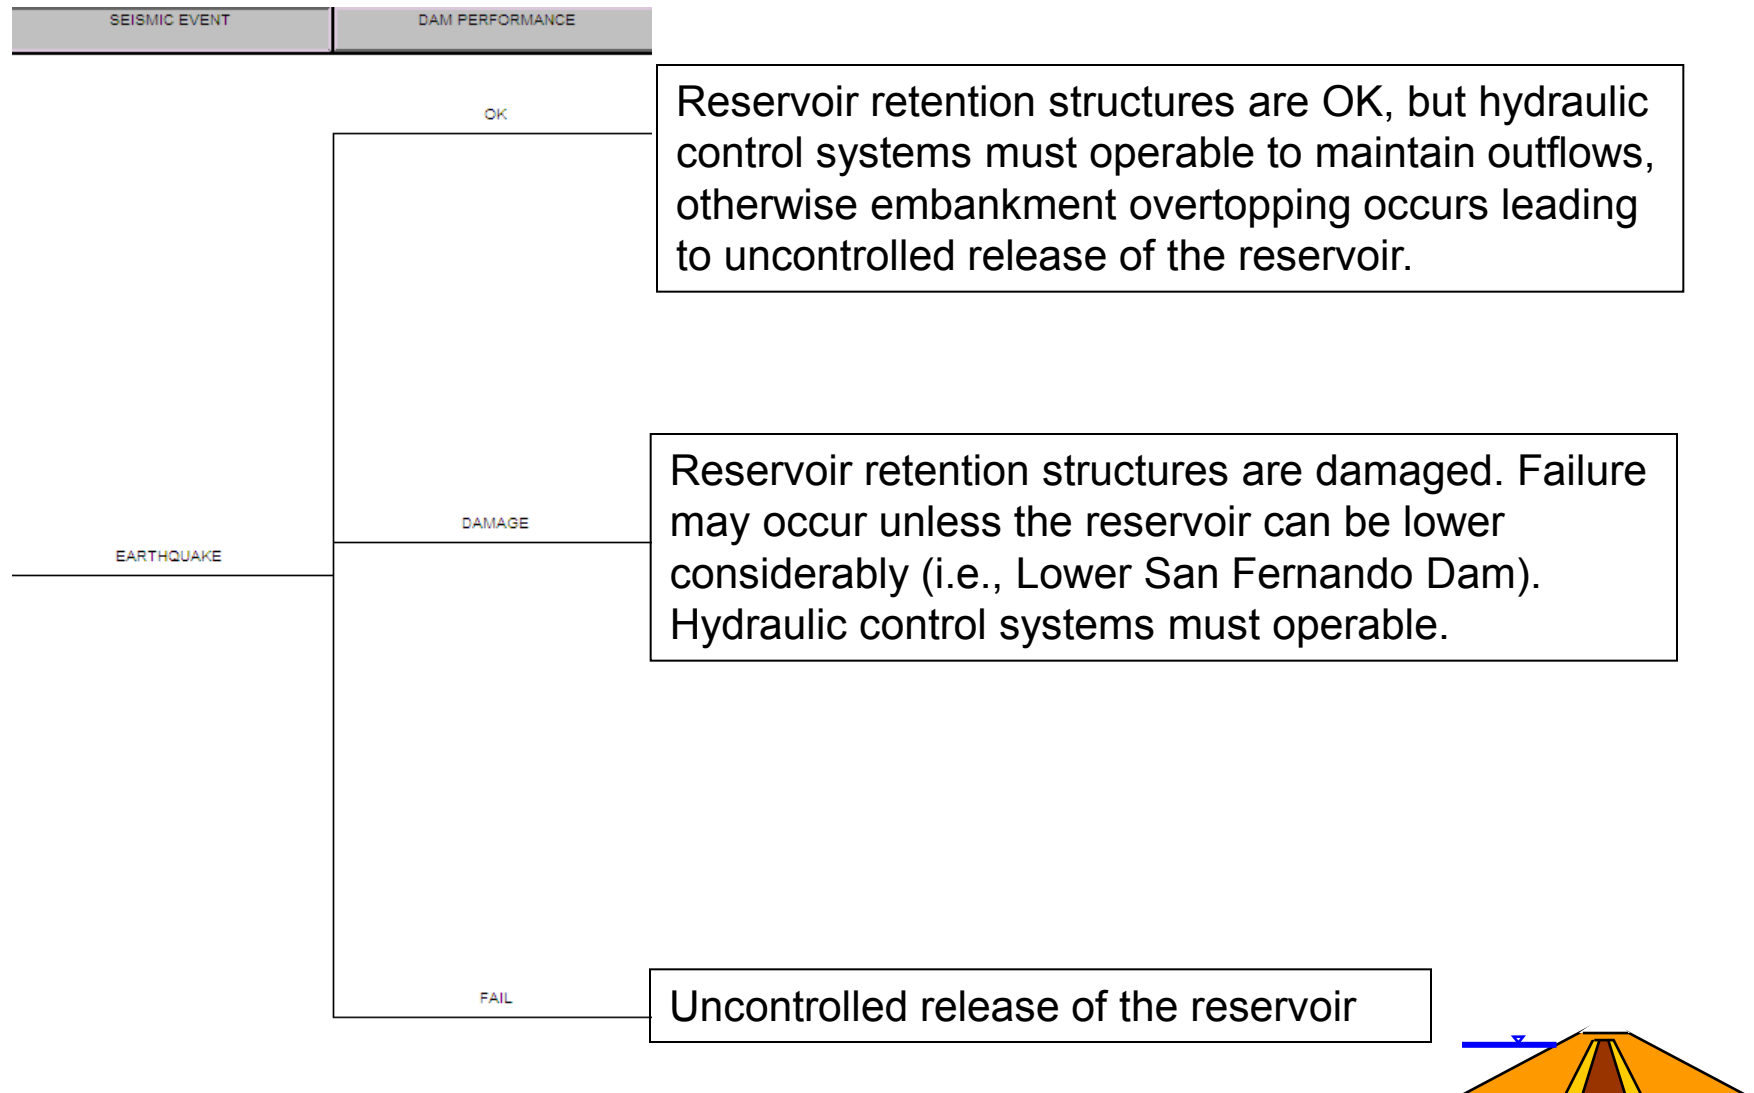 SEISMIC EVENT
DAM PERFORMANCE
OK
Reservoir retention structures are OK, but hydraulic
control systems must operable to maintain outflows,
otherwise embankment overtopping occurs leading
to uncontrolled release of the reservoir.
DAMAGE
EARTHQUAKE
Reservoir retention structures are damaged. Failure
may occur unless the reservoir can be lower
considerably (i.e., Lower San Fernando Dam).
Hydraulic control systems must operable.
FAIL
Uncontrolled release of the reservoir